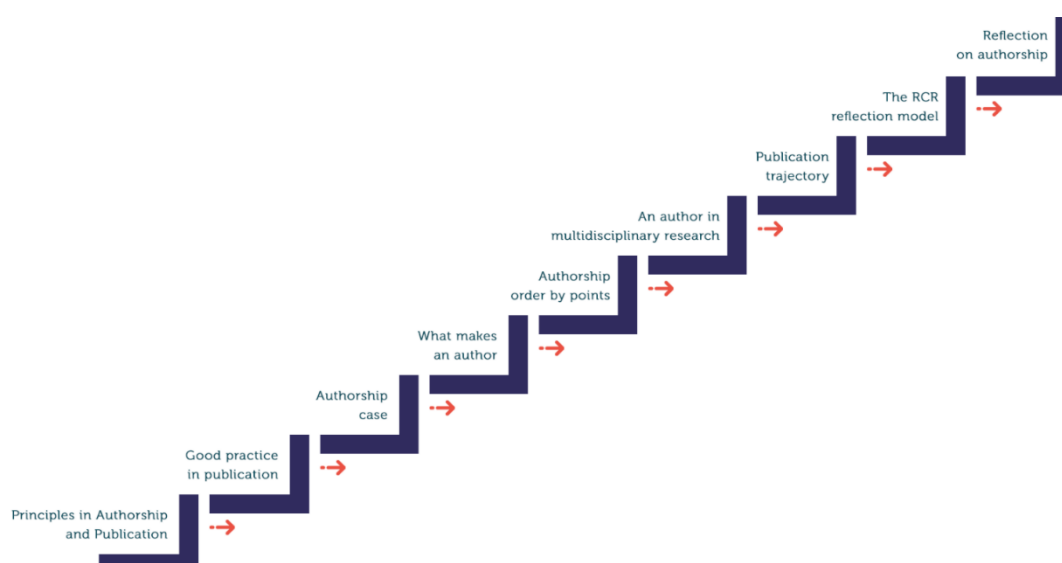 Reflection
on authorship
The RCR
reflection model
Publication
trajectory
An author in
multidisciplinary research
Authorship
order by points
What makes
an author
Authorship
case
Good practice
in publication
Principles in Authorship
and Publication